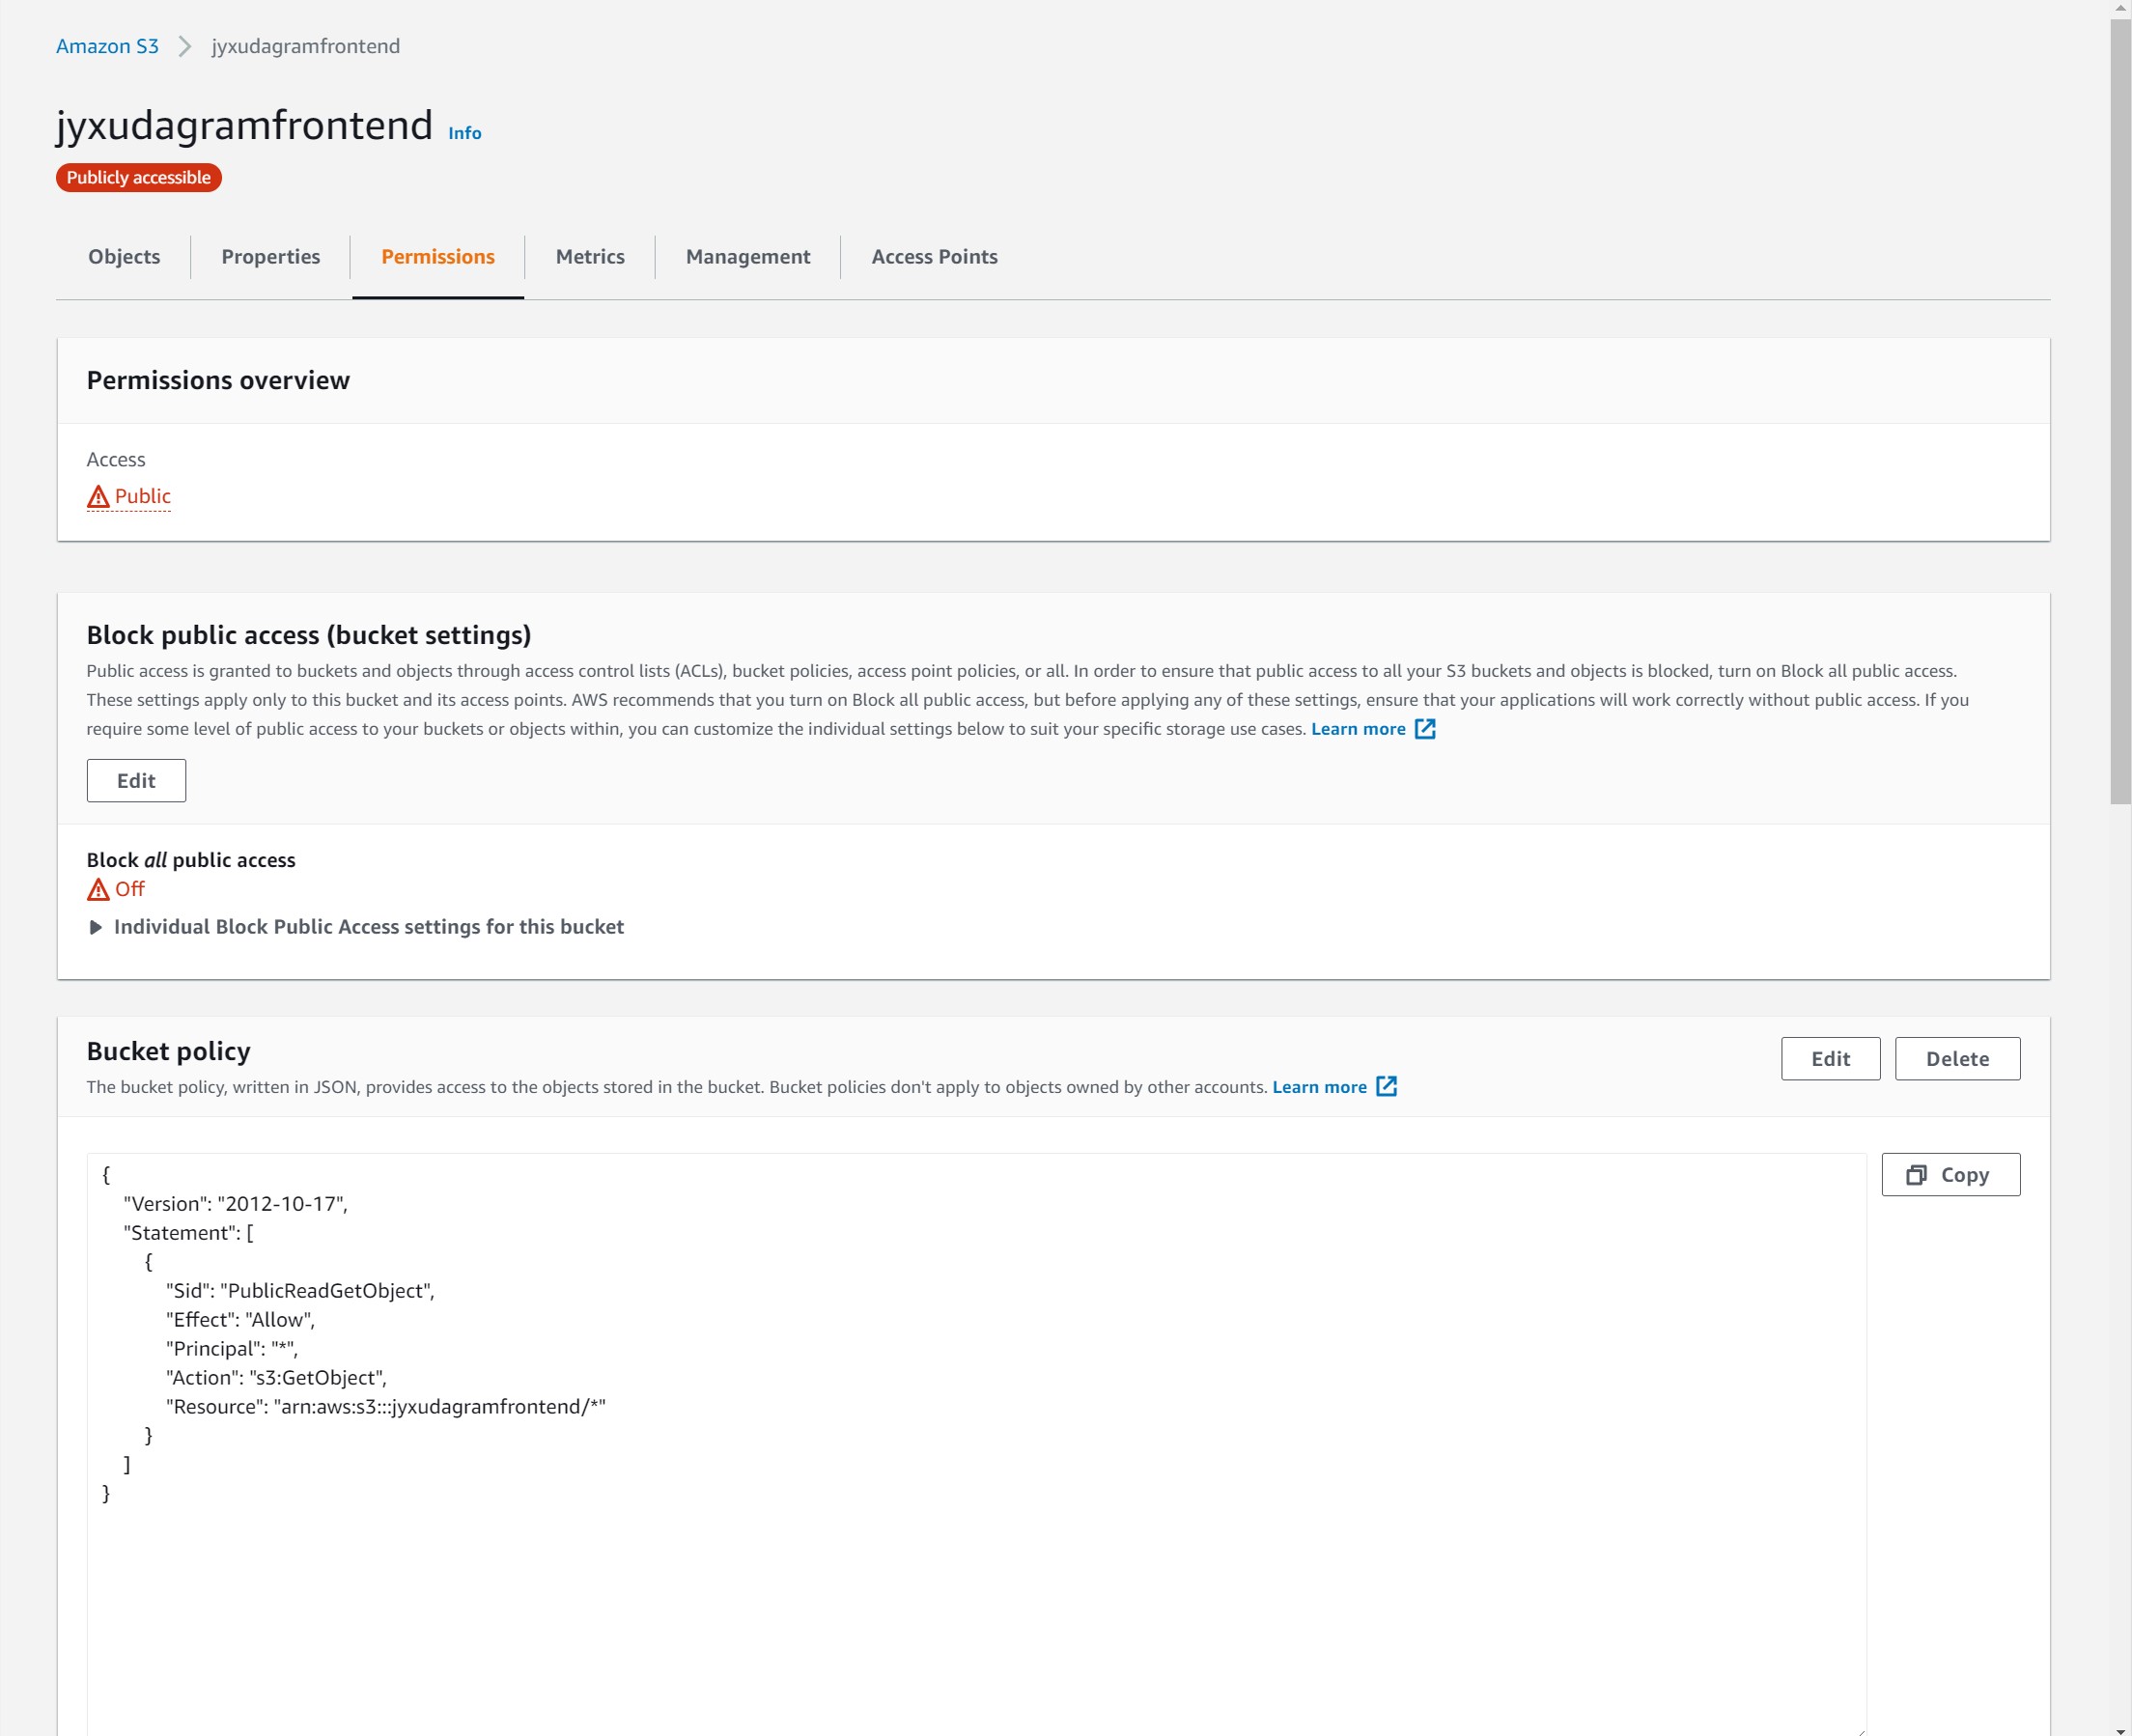 Amazon S3 > jyxudagramfrontend
jyxudagramfrontend Info
Publicly accessible
Objects Properties Permissions Metrics Management Access Points
Permissions overview
Access
Public
Block public access (bucket settings)
Public access is granted to buckets and objects through access control lists (ACLs), bucket policies, access point policies, or all. In order to ensure that public access to all your S3 buckets and objects is blocked, turn on Block all public access.
These settings apply only to this bucket and its access points. AWS recommends that you turn on Block all public access, but before applying any of these settings, ensure that your applications will work correctly without public access. If you
require some level of public access to your buckets or objects within, you can customize the individual settings below to suit your specific storage use cases. Learn more
Edit
Block all public access
Off
Individual Block Public Access settings for this bucket
Bucket policy
Edit Delete
The bucket policy, written in JSON, provides access to the objects stored in the bucket. Bucket policies don't apply to objects owned by other accounts. Learn more
Copy
{
"Version": "2012-10-17",
"Statement": [
{
"Sid": "PublicReadGetObject",
"Effect": "Allow",
"Principal": "*",
"Action": "s3:GetObject",
"Resource": "arn:aws:s3:::jyxudagramfrontend/*"
}
]
}